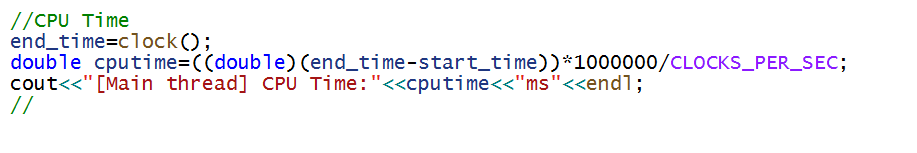 //CPU Time
end_time=clock();
double cputime=((double)(end_time-start_time))*1000000/CLOCKS_PER_SEC;
cout<<"[Main thread] CPU Time:"<<cputime<<"ms"<<endl;
//